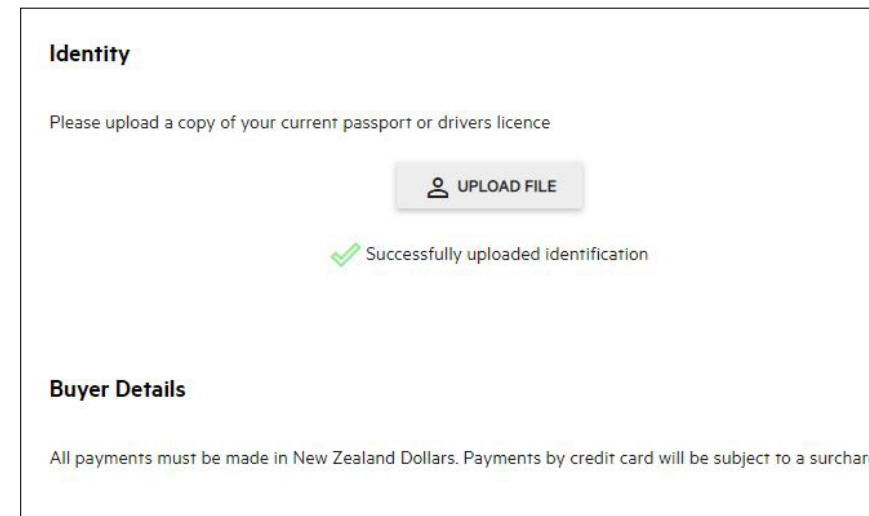 Identity
Please upload a copy of your current passport or drivers licence
UPLOAD FILE
Successfully uploaded identification
Buyer Details
All payments must be made in New Zealand Dollars. Payments by credit card will be subject to a